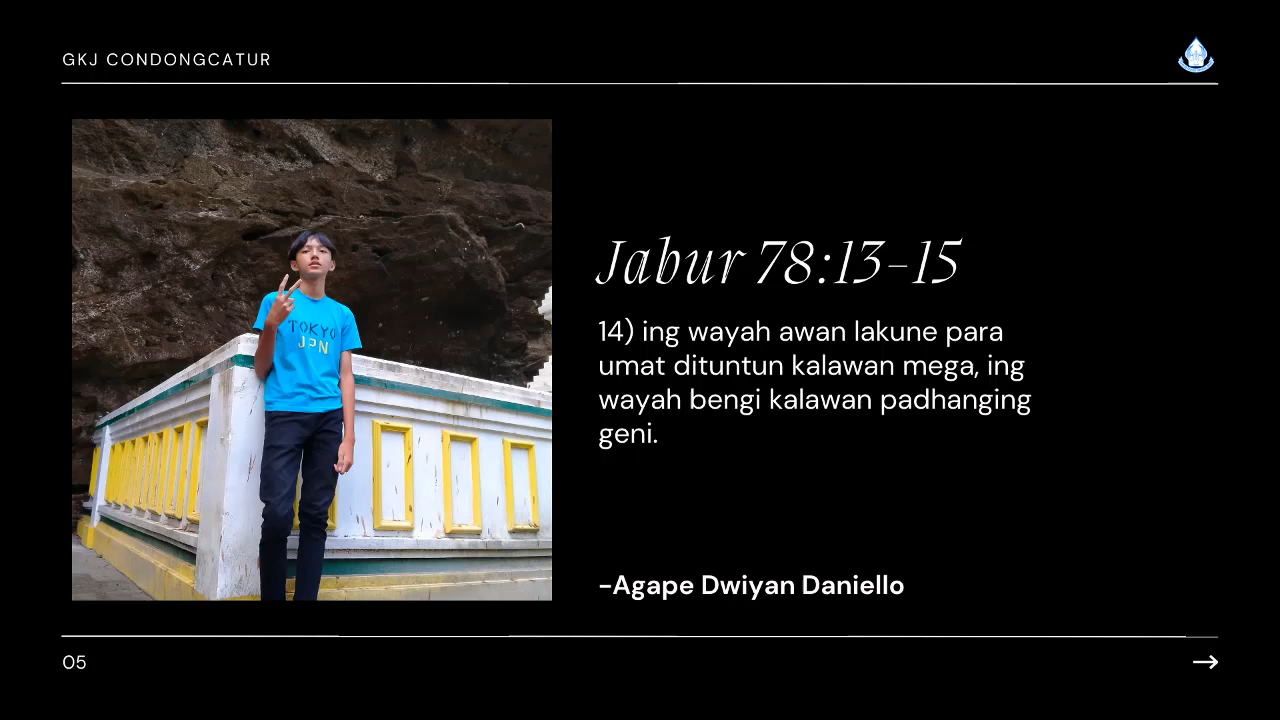 GKJ CONDONGCATUR
TOKYO
JPN
Jabur 78:13-15
14) ing wayah awan lakune para
umat dituntun kalawan mega, ing
wayah bengi kalawan padhanging
geni.
-Agape Dwiyan Daniello
05